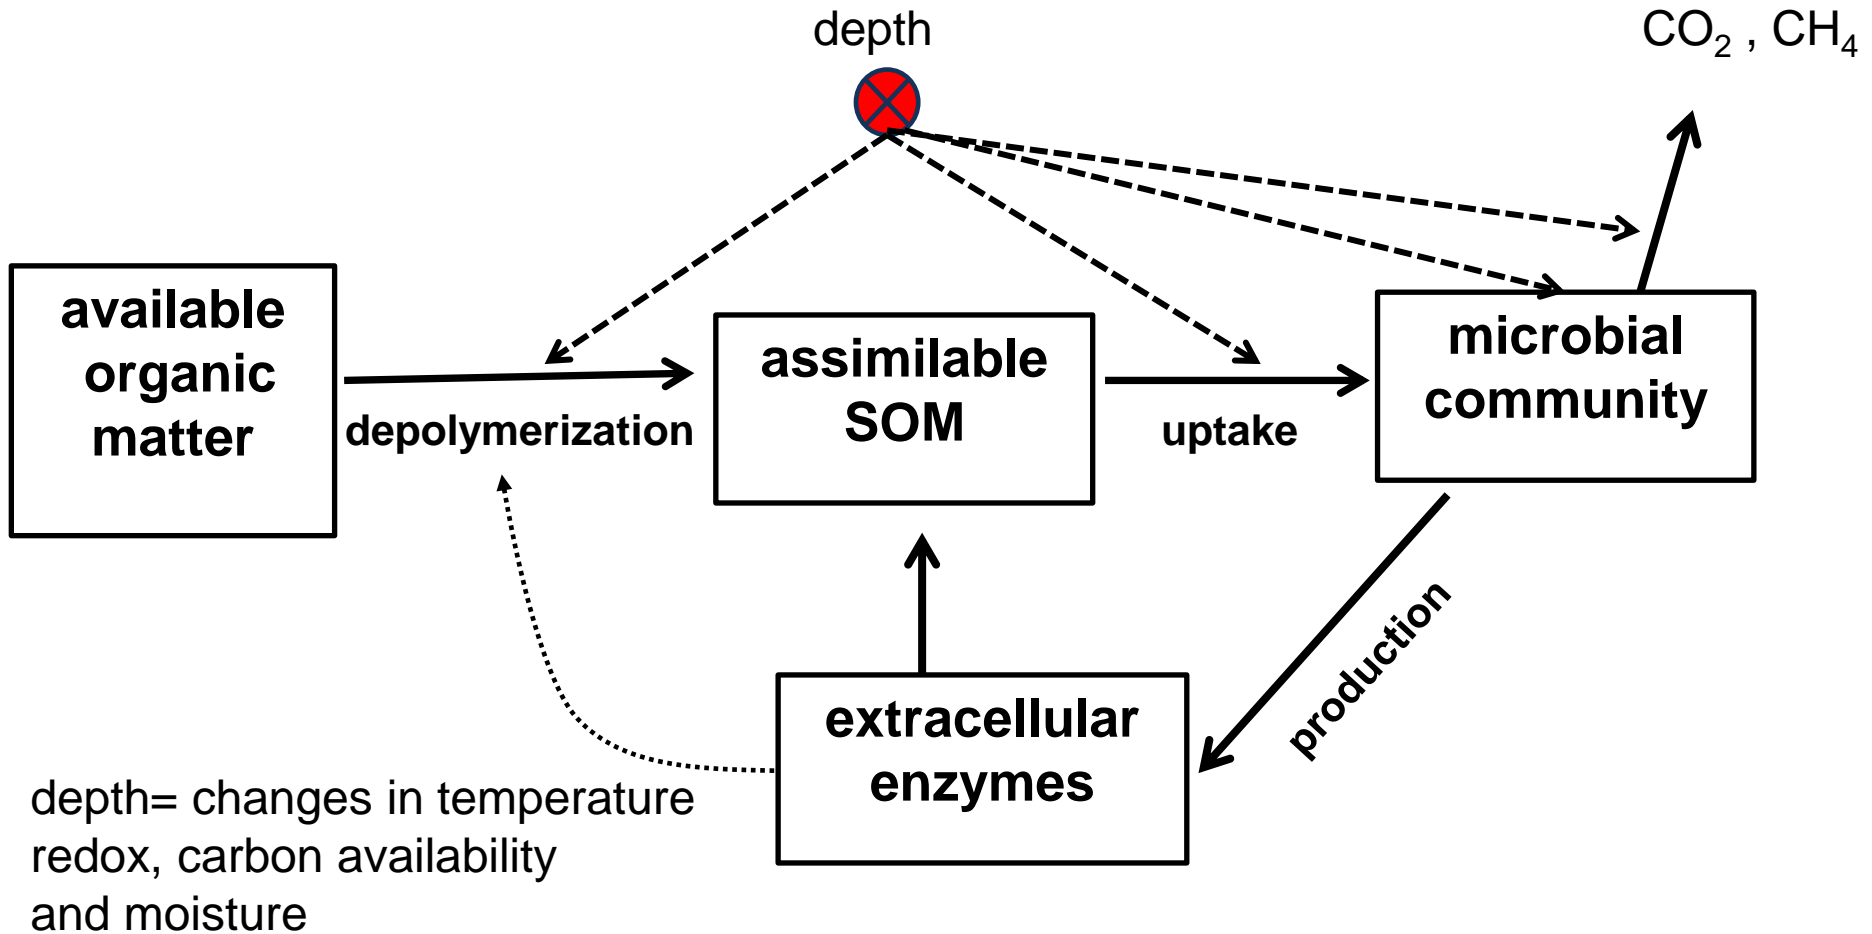 depth
CO₂ , CH₄
available
organic
matter
depolymerization
assimilable
SOM
uptake
microbial
community
production
extracellular
enzymes
depth= changes in temperature
redox, carbon availability
and moisture